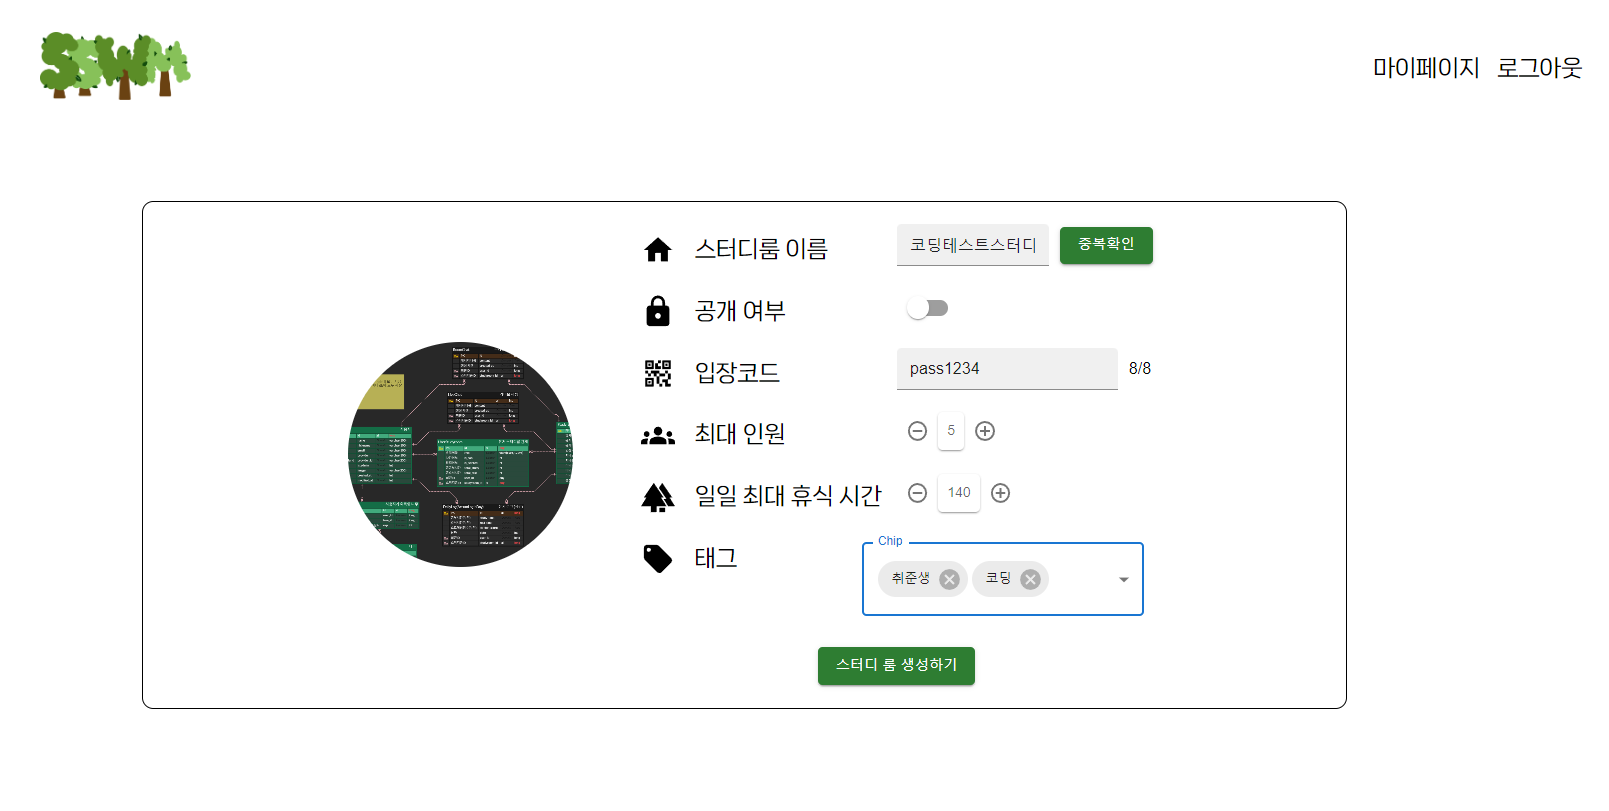 SSWM
마이페이지 로그아웃
스터디룸 이름 코딩테스트스터디 중복확인
공개 여부
입장코드 pass1234 8/8
최대 인원 5
일일 최대 휴식 시간 140
태그 Chip
취준생 코딩
스터디 룸 생성하기